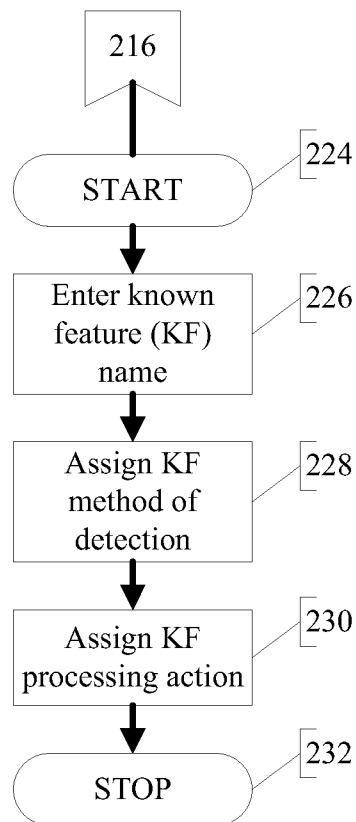 216
224
START
Enter known
feature (KF)
name
226
Assign KF
method of
detection
228
Assign KF
processing action
230
STOP
232